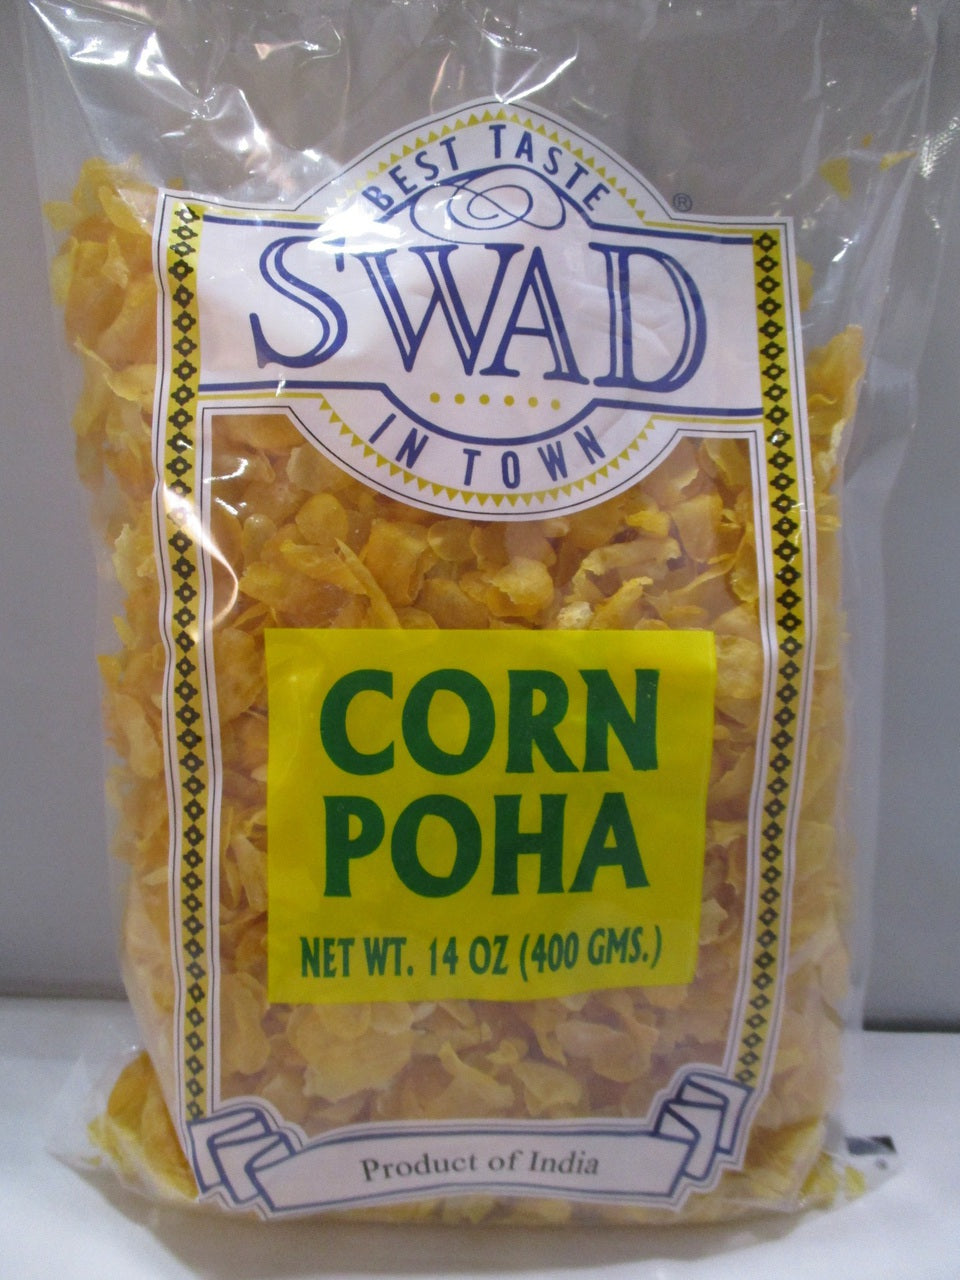 BEST TASTE
SWAD®
IN TOWN
CORN
POHA
NET WT. 14 OZ (400 GMS.)
Product of India